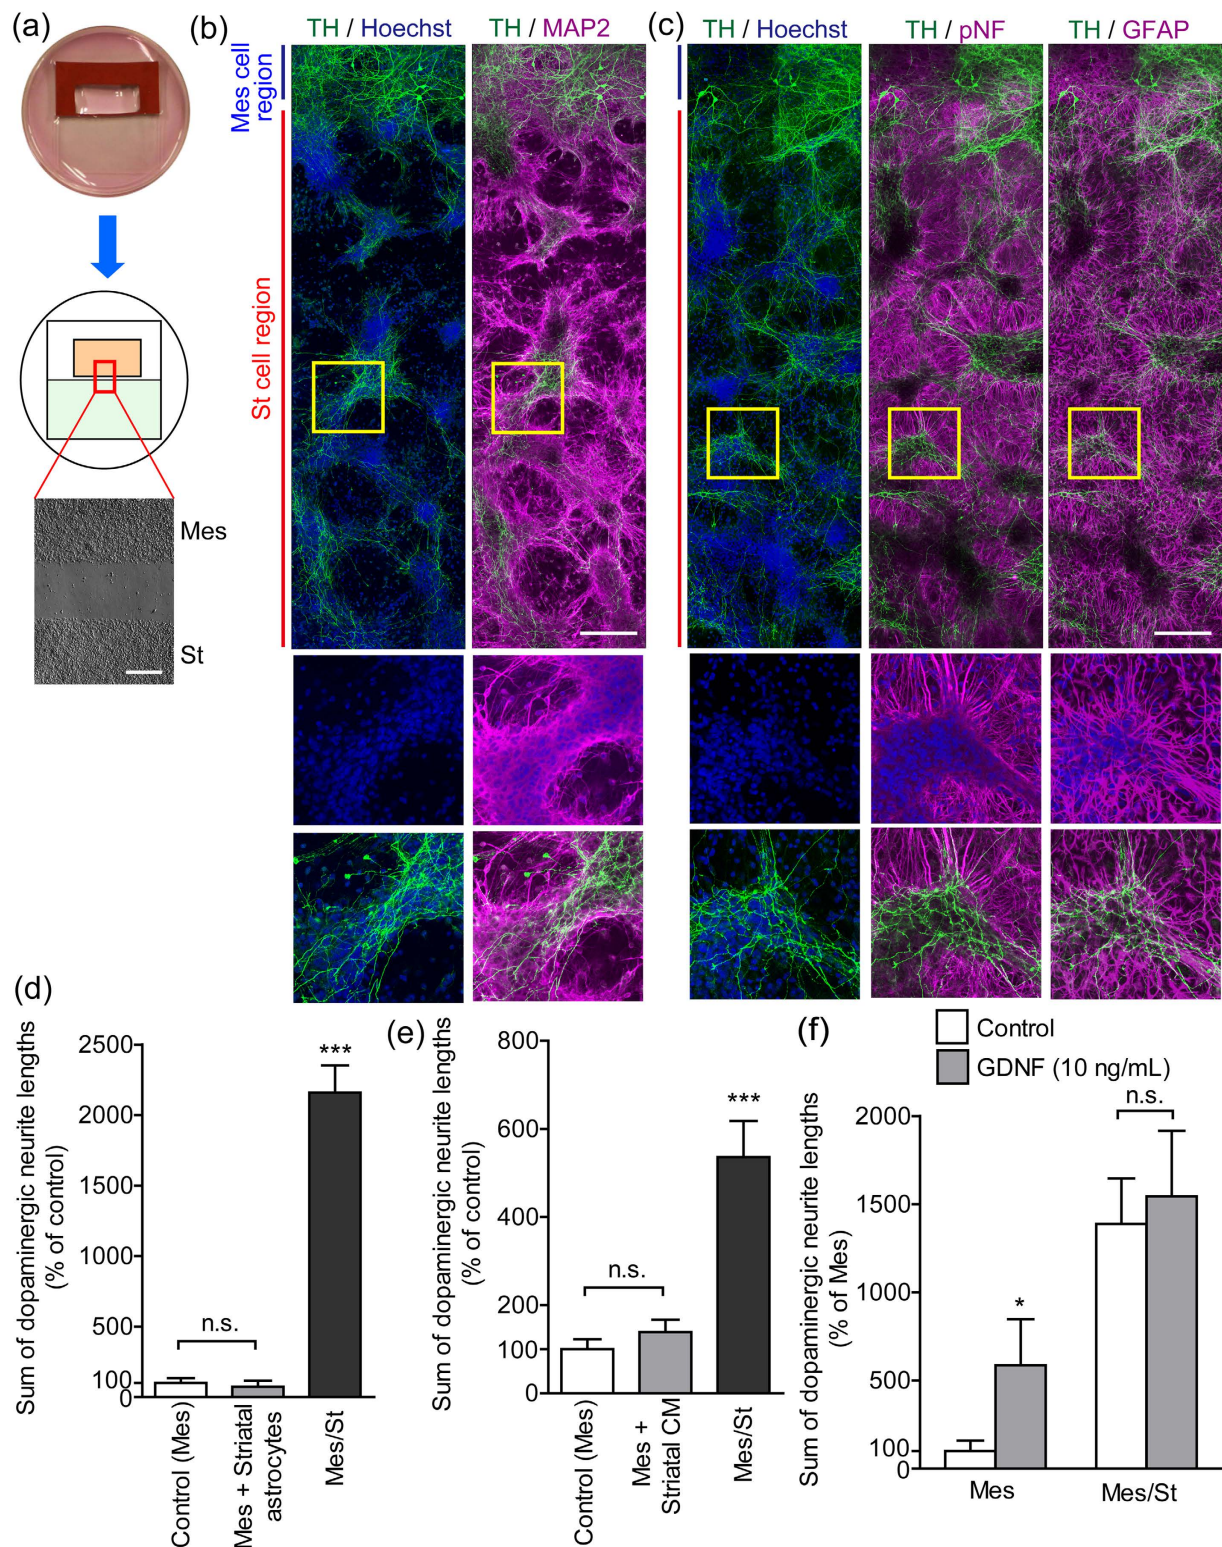 (a)
(b)
TH / Hoechst
TH / MAP2
(c)
TH / Hoechst
TH / pNF
TH / GFAP
Mes cell
region
St cell region
Mes
St
(d)
Sum of dopaminergic neurite lengths
(% of control)
2500
2000
1500
1000
500
100
0
n.s.
***
Control (Mes)
Mes + Striatal
astrocytes
Mes/St
(e)
Sum of dopaminergic neurite lengths
(% of control)
800
600
400
200
100
0
n.s.
***
Control (Mes)
Mes +
Striatal CM
Mes/St
(f)
Control
GDNF (10 ng/mL)
Sum of dopaminergic neurite lengths
(% of Mes)
2000
1500
1000
500
100
0
*
n.s.
Mes
Mes/St